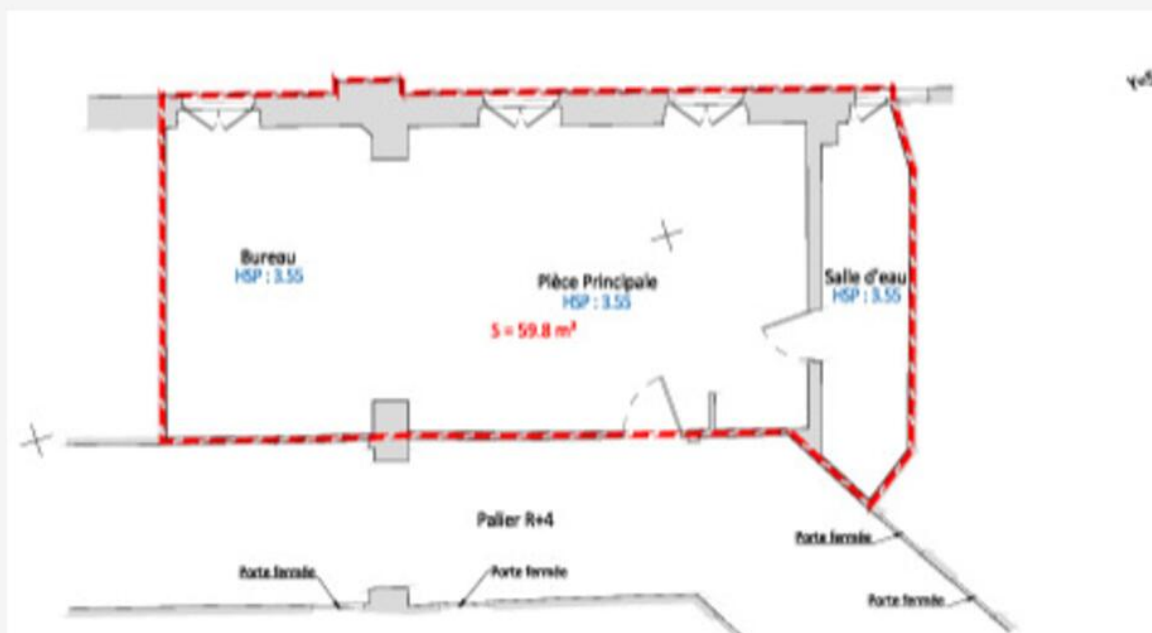 Bureau
HSP : 3.55
Pièce Principale
HSP : 3.55
S = 59.8 m²
Salle d'eau
HSP : 3.55
Palier R+4
Porte fermée
Porte fermée
Porte fermée
Porte fermée